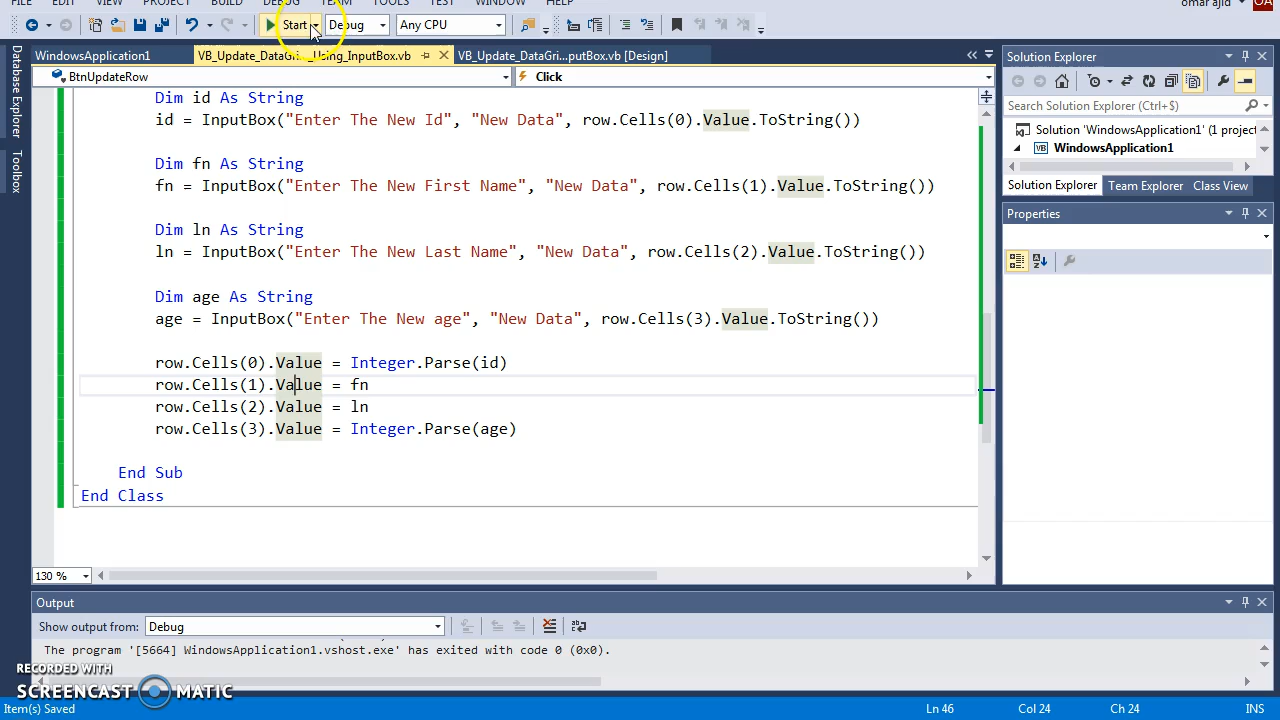 FILE EDIT VIEW PROJECT BUILD DEBUG TEAM TOOLS TEST WINDOW HELP omar ajid OA
Start Debug Any CPU
WindowsApplication1 VB_Update_DataGri..._Using_InputBox.vb VB_Update_DataGri...putBox.vb [Design]
BtnUpdateRow Click
Database Explorer
Toolbox
Dim id As String
id = InputBox("Enter The New Id", "New Data", row.Cells(0).Value.ToString())
Dim fn As String
fn = InputBox("Enter The New First Name", "New Data", row.Cells(1).Value.ToString())
Dim ln As String
ln = InputBox("Enter The New Last Name", "New Data", row.Cells(2).Value.ToString())
Dim age As String
age = InputBox("Enter The New age", "New Data", row.Cells(3).Value.ToString())
row.Cells(0).Value = Integer.Parse(id)
row.Cells(1).Value = fn
row.Cells(2).Value = ln
row.Cells(3).Value = Integer.Parse(age)
End Sub
End Class
130 %
Solution Explorer
Search Solution Explorer (Ctrl+$)
Solution 'WindowsApplication1' (1 project
VB WindowsApplication1
Solution Explorer Team Explorer Class View
Properties
Output
Show output from: Debug
The program '[5664] WindowsApplication1.vshost.exe' has exited with code 0 (0x0).
RECORDED WITH
SCREENCAST MATIC
Item(s) Saved Ln 46 Col 24 Ch 24 INS